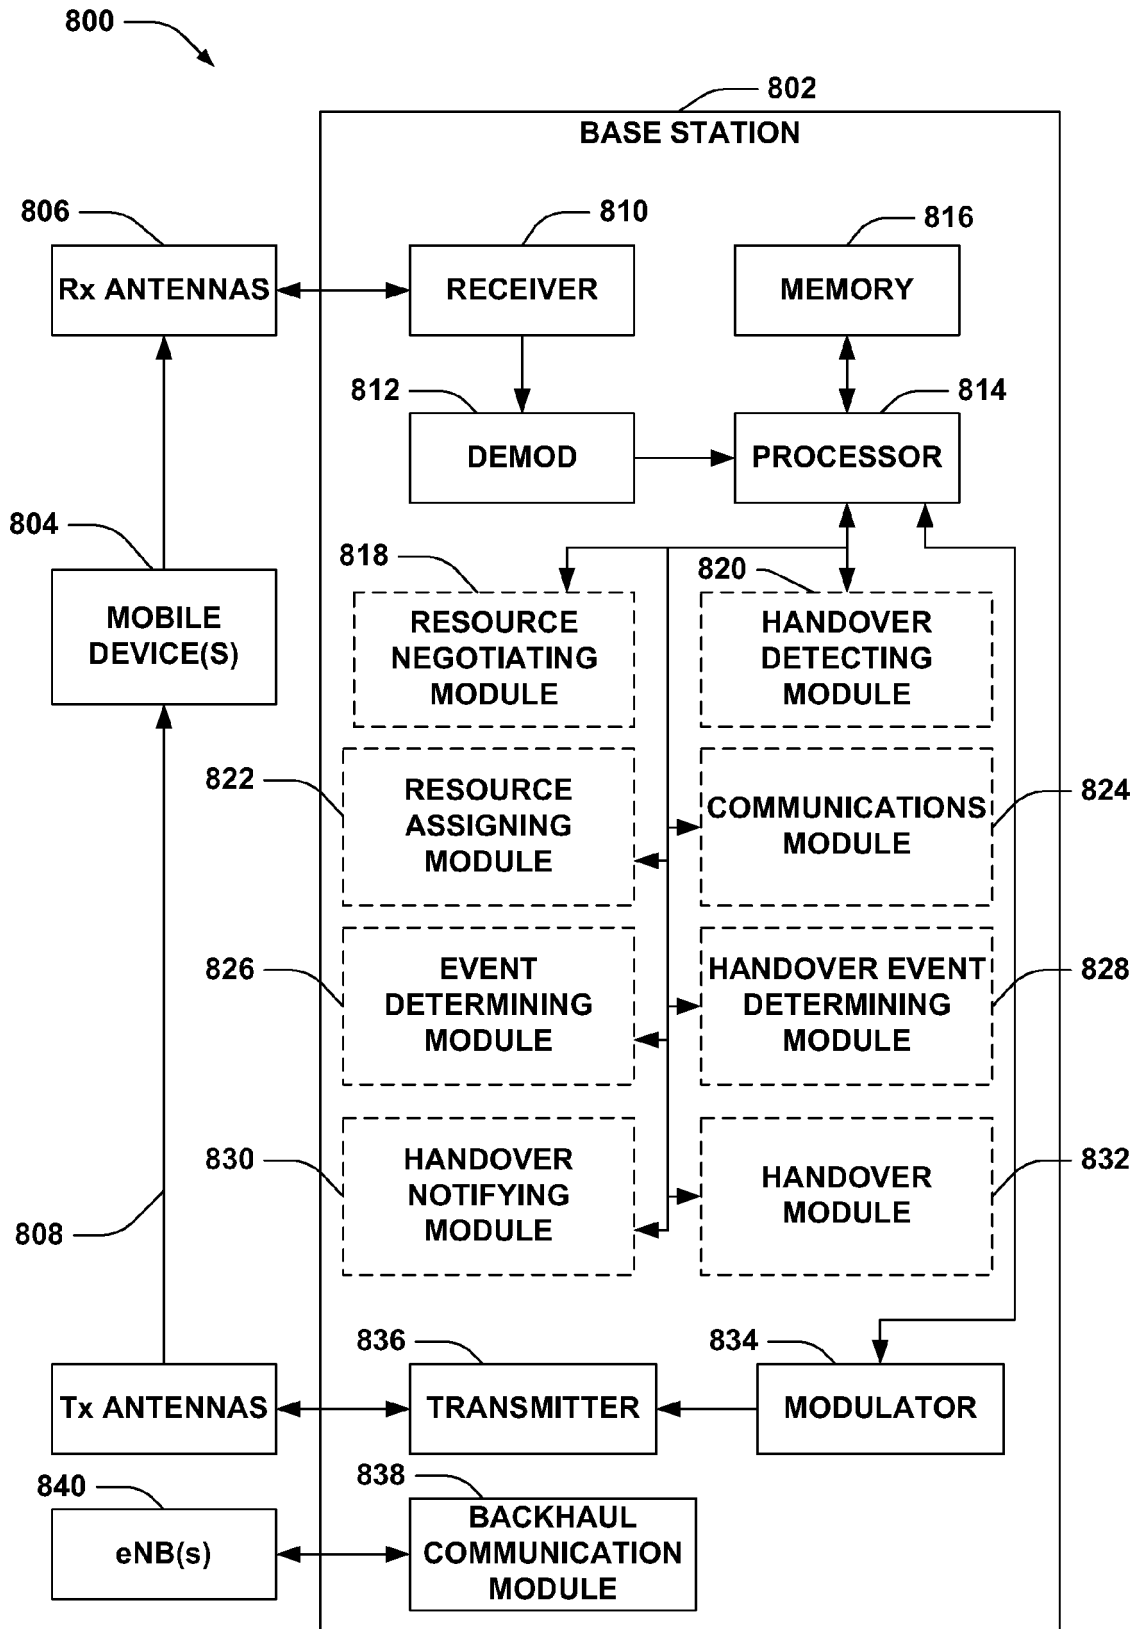 800
802
BASE STATION
806
810
816
Rx ANTENNAS
RECEIVER
MEMORY
812
814
DEMOD
PROCESSOR
804
MOBILE
DEVICE(S)
818
820
RESOURCE
NEGOTIATING
MODULE
HANDOVER
DETECTING
MODULE
822
RESOURCE
ASSIGNING
MODULE
COMMUNICATIONS
MODULE
824
826
EVENT
DETERMINING
MODULE
HANDOVER EVENT
DETERMINING
MODULE
828
830
HANDOVER
NOTIFYING
MODULE
HANDOVER
MODULE
832
808
836
834
Tx ANTENNAS
TRANSMITTER
MODULATOR
840
838
eNB(s)
BACKHAUL
COMMUNICATION
MODULE